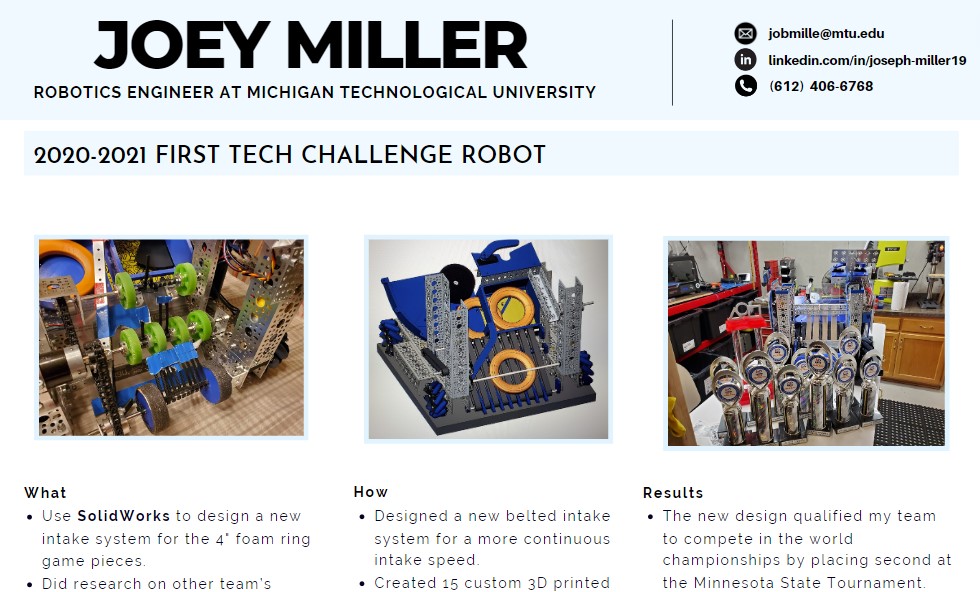 JOEY MILLER
ROBOTICS ENGINEER AT MICHIGAN TECHNOLOGICAL UNIVERSITY
jobmille@mtu.edu
linkedin.com/in/joseph-miller19
(612) 406-6768
2020-2021 FIRST TECH CHALLENGE ROBOT
What
• Use SolidWorks to design a new
intake system for the 4" foam ring
game pieces.
• Did research on other team's
How
• Designed a new belted intake
system for a more continuous
intake speed.
• Created 15 custom 3D printed
Results
• The new design qualified my team
to compete in the world
championships by placing second at
the Minnesota State Tournament.